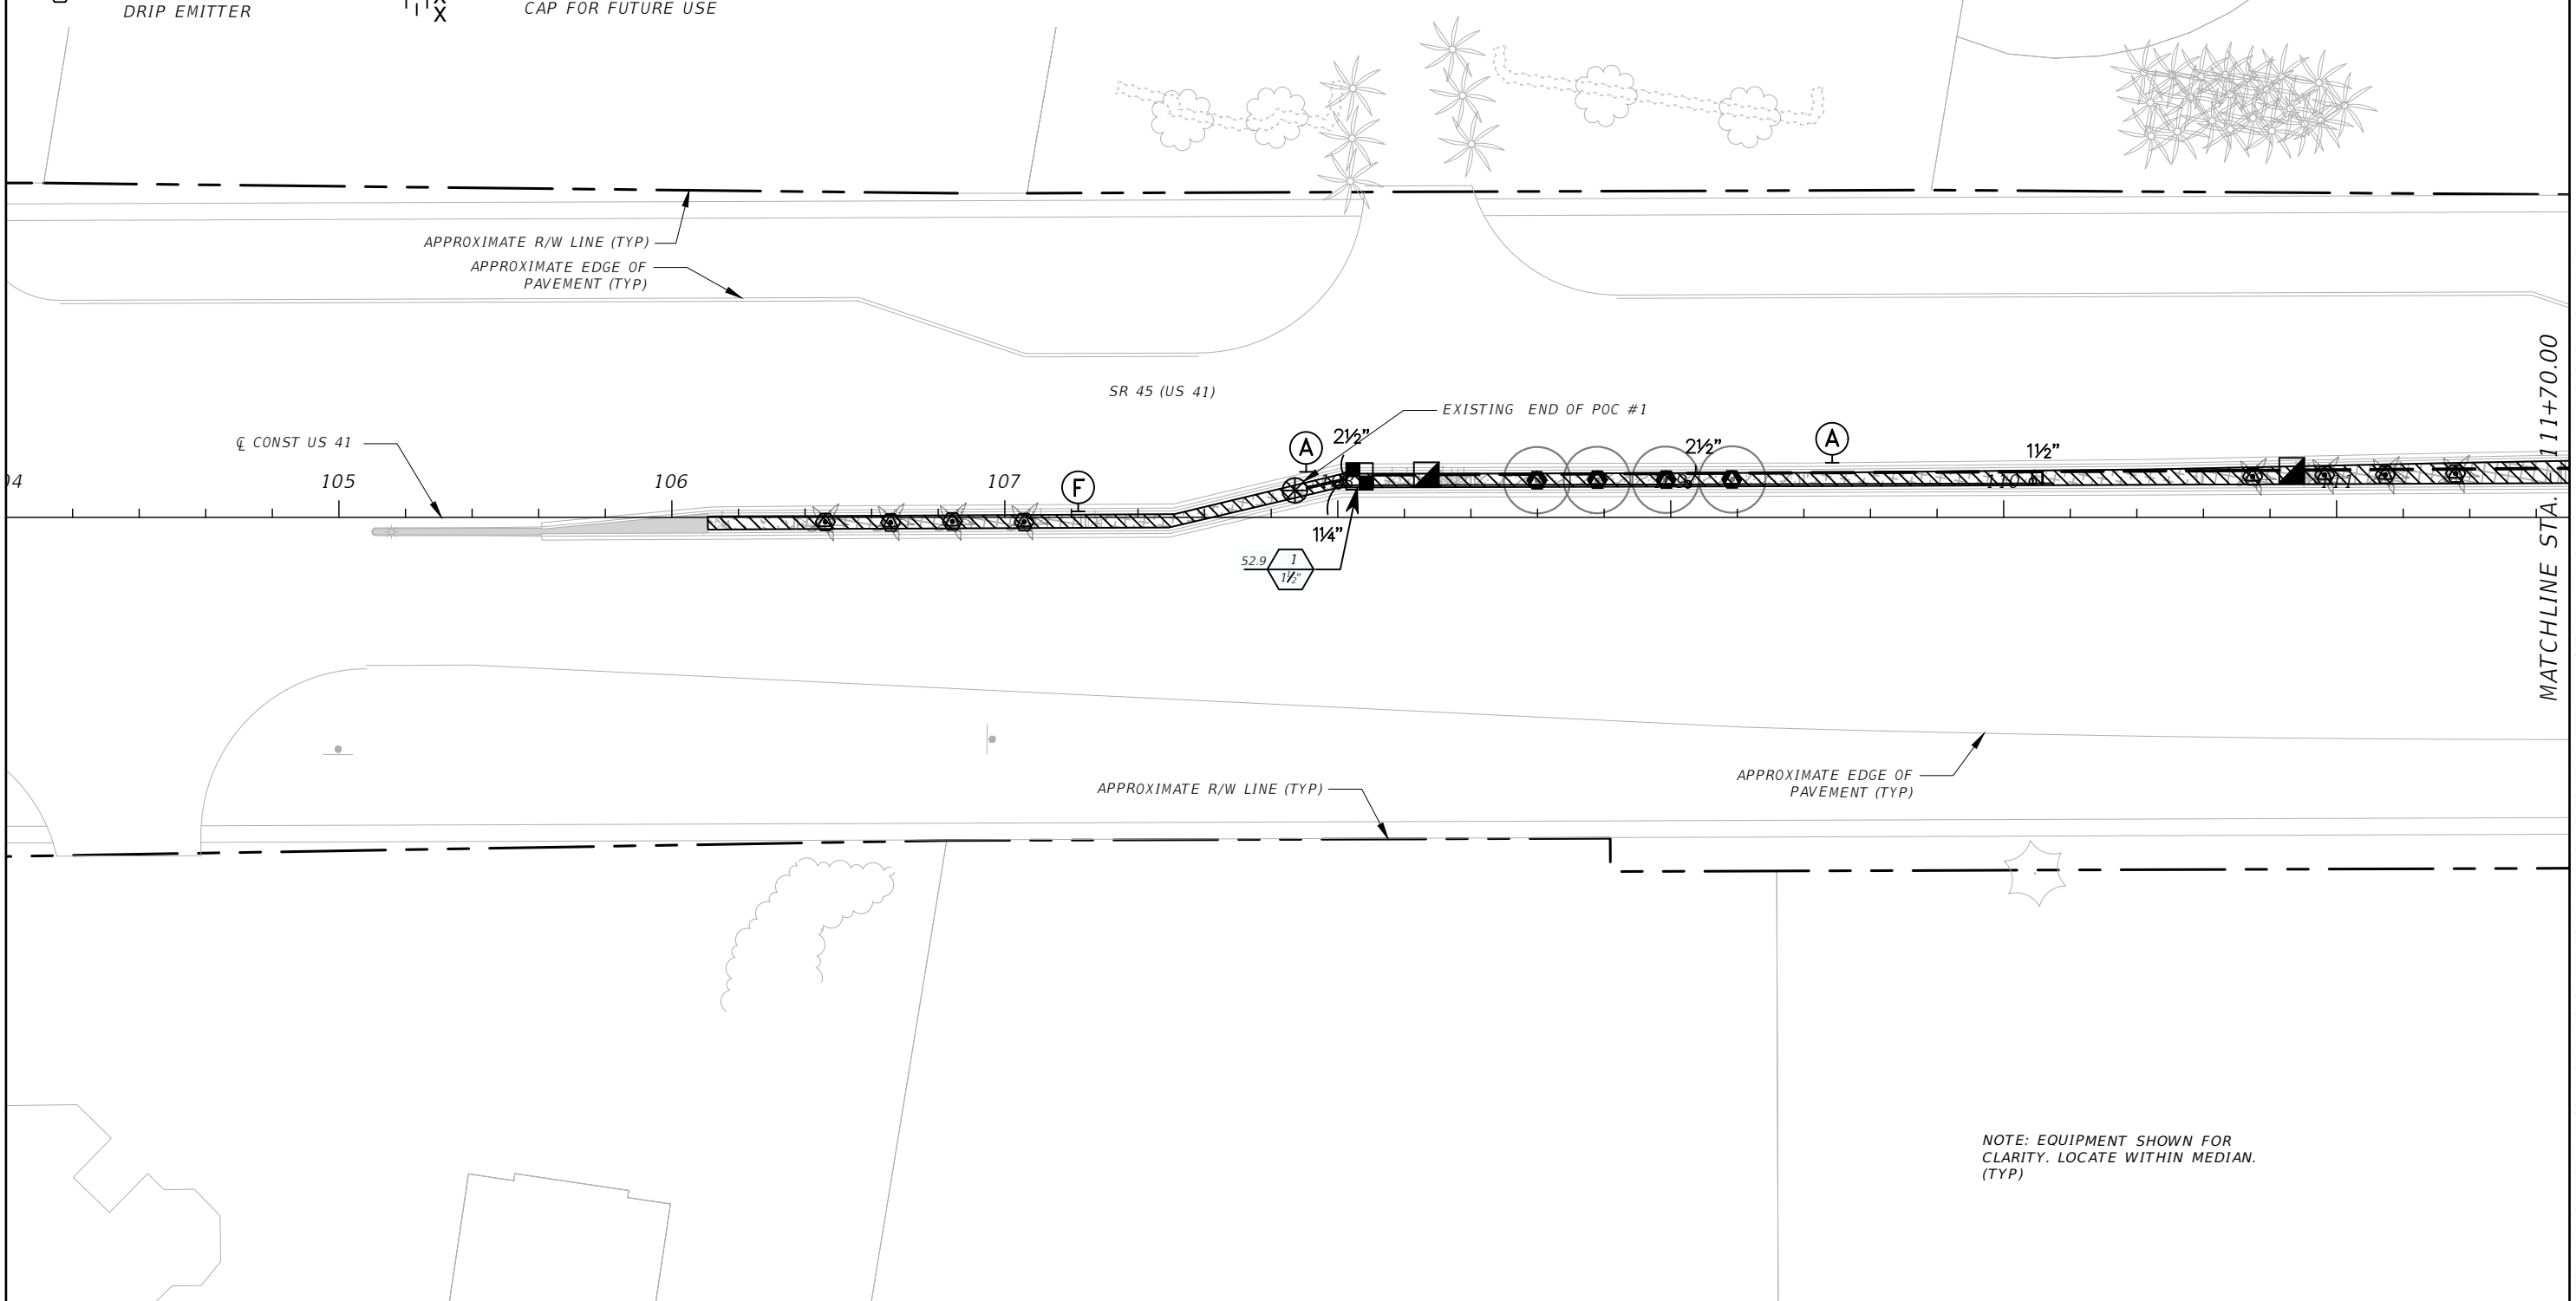 DRIP EMITTER
X
CAP FOR FUTURE USE
APPROXIMATE R/W LINE (TYP)
APPROXIMATE EDGE OF
PAVEMENT (TYP)
SR 45 (US 41)
EXISTING END OF POC #1
℄ CONST US 41
A
2½"
2½"
A
1½"
105
106
107
F
1¼"
52.9
1
1½"
MATCHLINE STA. 111+70.00
APPROXIMATE R/W LINE (TYP)
APPROXIMATE EDGE OF
PAVEMENT (TYP)
NOTE: EQUIPMENT SHOWN FOR
CLARITY. LOCATE WITHIN MEDIAN.
(TYP)